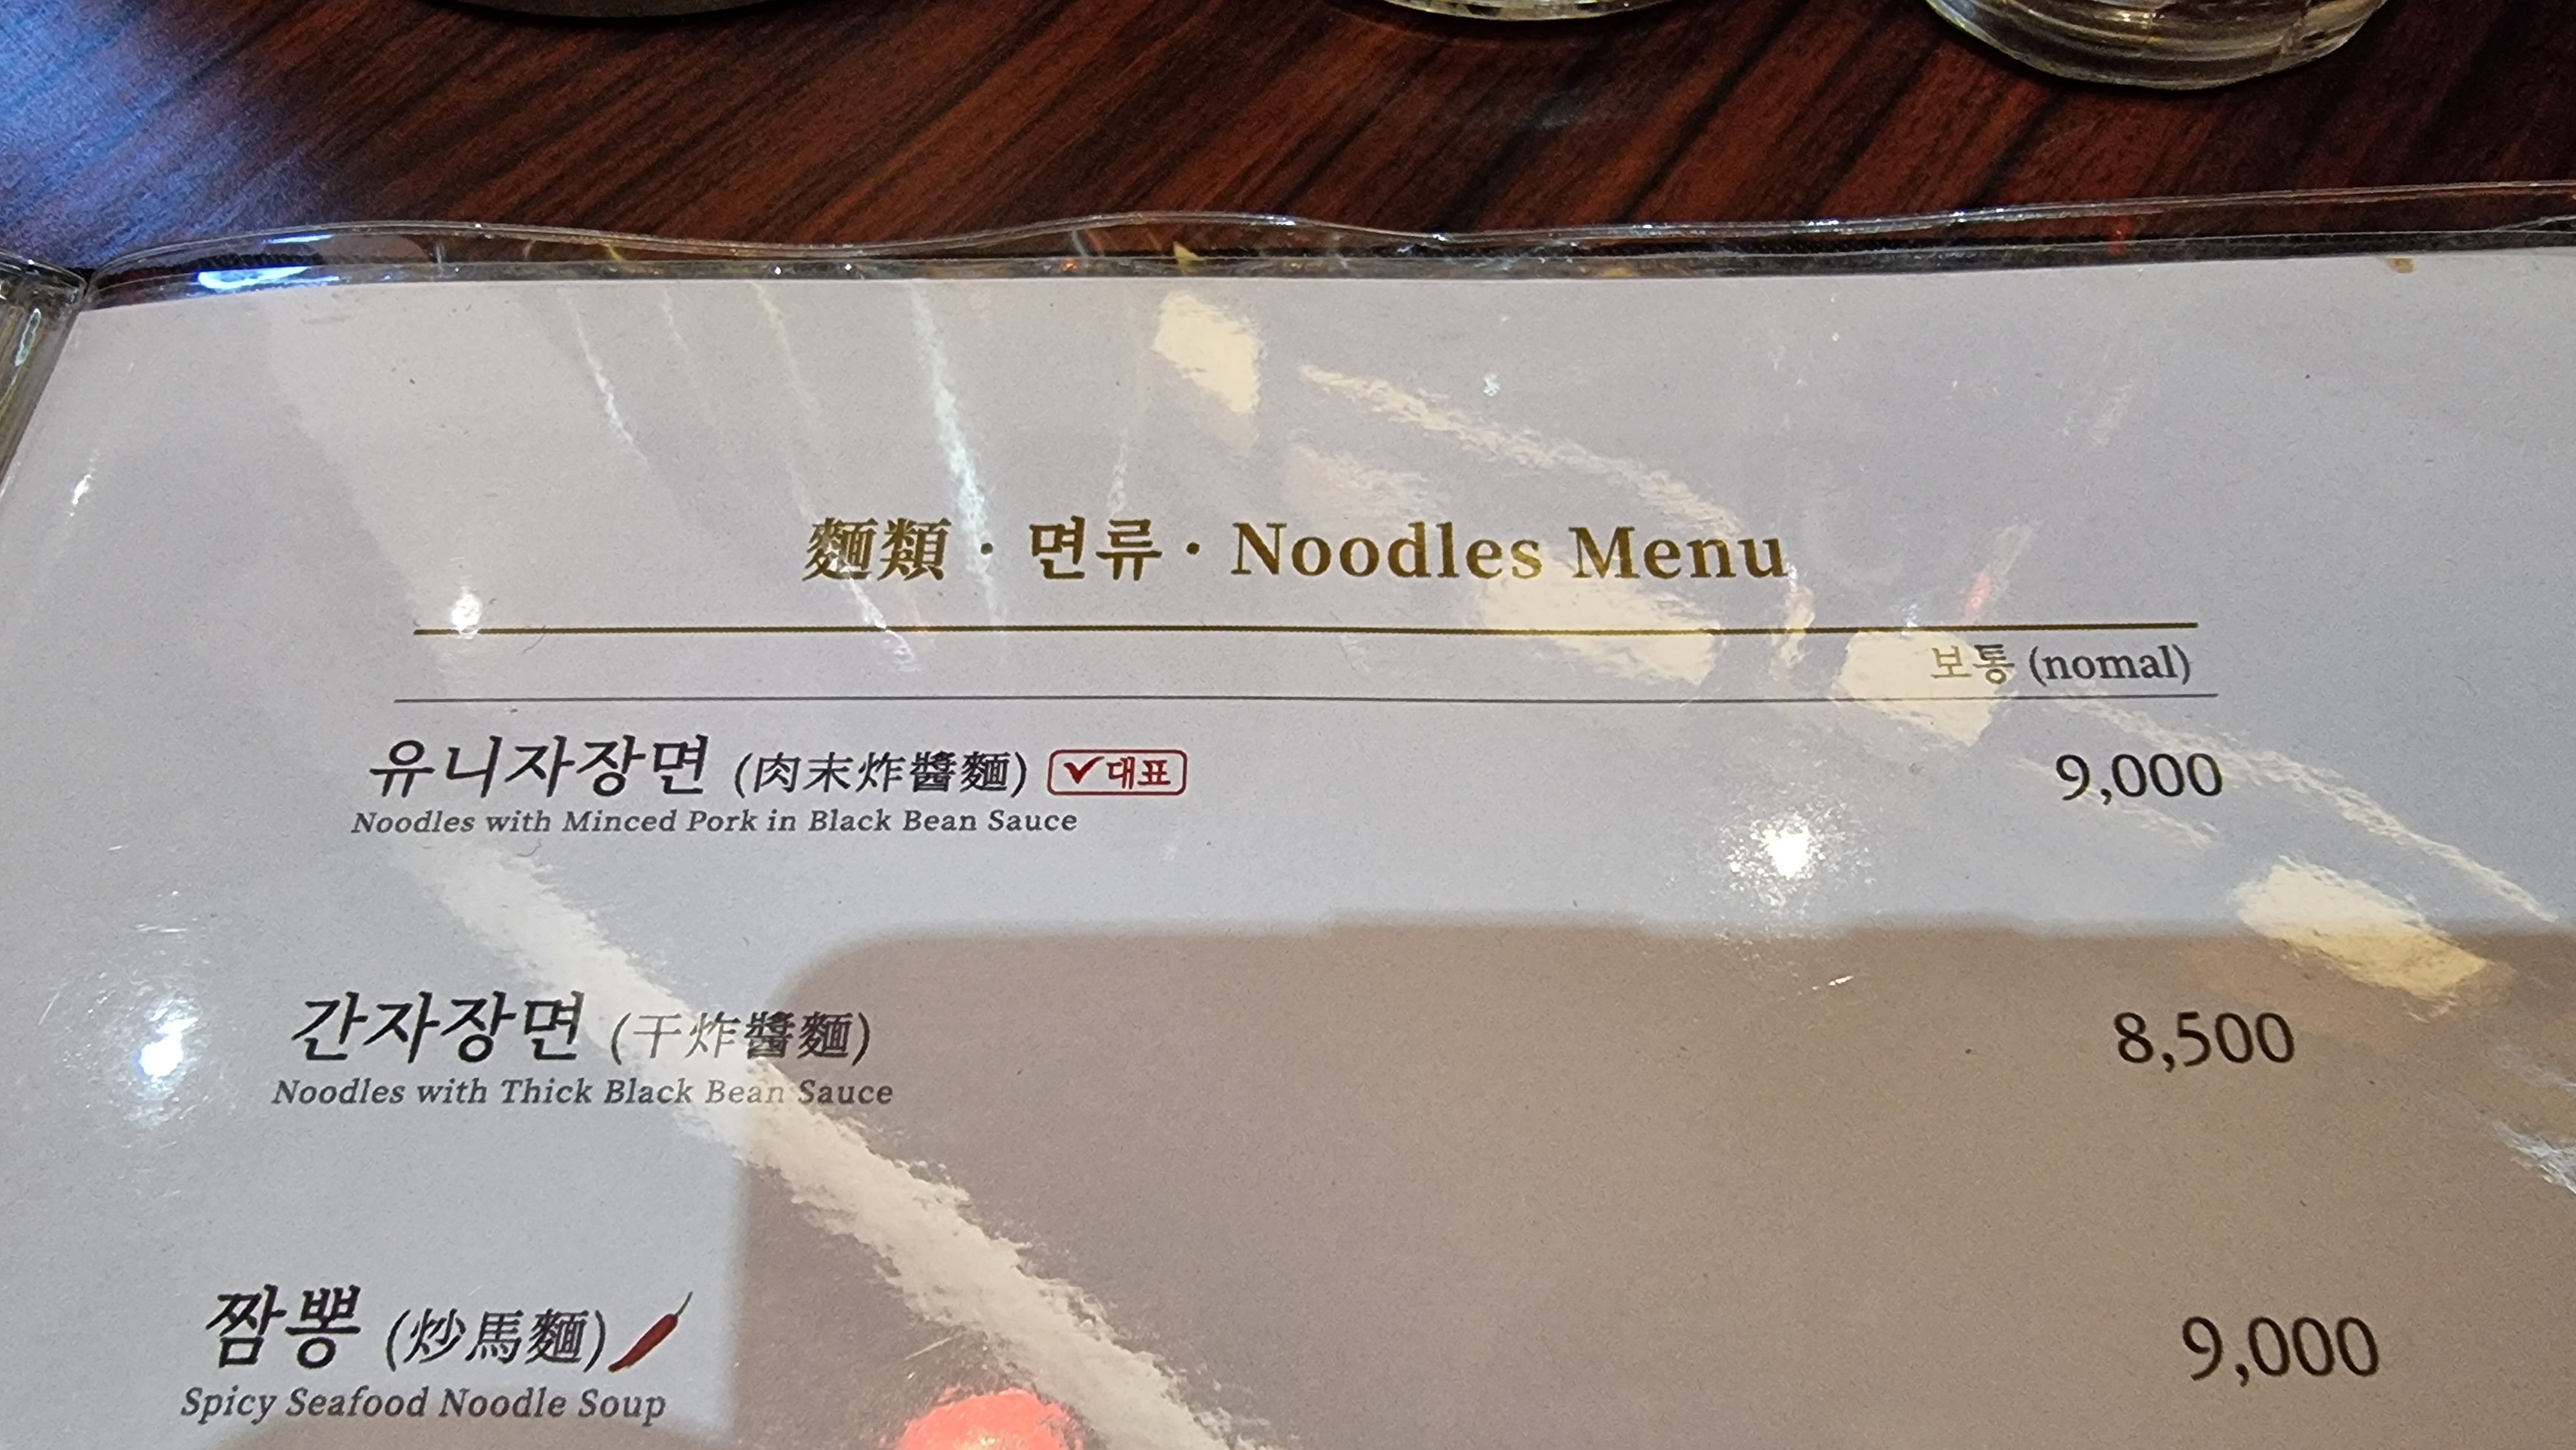 麵類 · 면류 · Noodles Menu
보통 (nomal)
유니자장면 (肉末炸醬麵) ✓대표 9,000
Noodles with Minced Pork in Black Bean Sauce
간자장면 (干炸醬麵) 8,500
Noodles with Thick Black Bean Sauce
짬뽕 (炒馬麵) 9,000
Spicy Seafood Noodle Soup